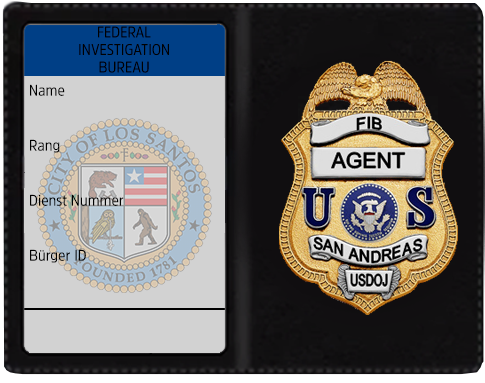 FEDERAL
INVESTIGATION
BUREAU
Name
Rang
Dienst Nummer
Bürger ID
CITY OF LOS SANTOS
FOUNDED 1781
FIB
AGENT
U S
SAN ANDREAS
USDOJ